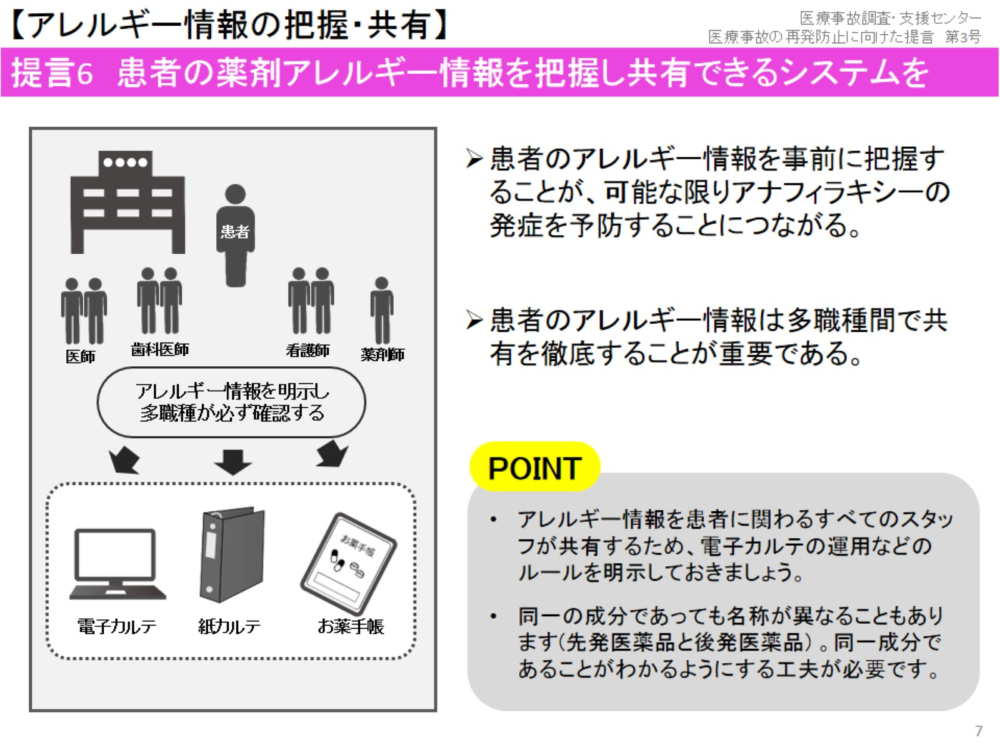 【アレルギー情報の把握・共有】
医療事故調査・支援センター
医療事故の再発防止に向けた提言　第3号
提言6　患者の薬剤アレルギー情報を把握し共有できるシステムを
患者
医師
歯科医師
看護師
薬剤師
アレルギー情報を明示し
多職種が必ず確認する
お薬手帳
電子カルテ
紙カルテ
お薬手帳
➢患者のアレルギー情報を事前に把握す
ることが、可能な限りアナフィラキシーの
発症を予防することにつながる。
➢患者のアレルギー情報は多職種間で共
有を徹底することが重要である。
POINT
• アレルギー情報を患者に関わるすべてのスタッ
フが共有するため、電子カルテの運用などの
ルールを明示しておきましょう。
• 同一の成分であっても名称が異なることもあり
ます(先発医薬品と後発医薬品)。同一成分で
あることがわかるようにする工夫が必要です。
7